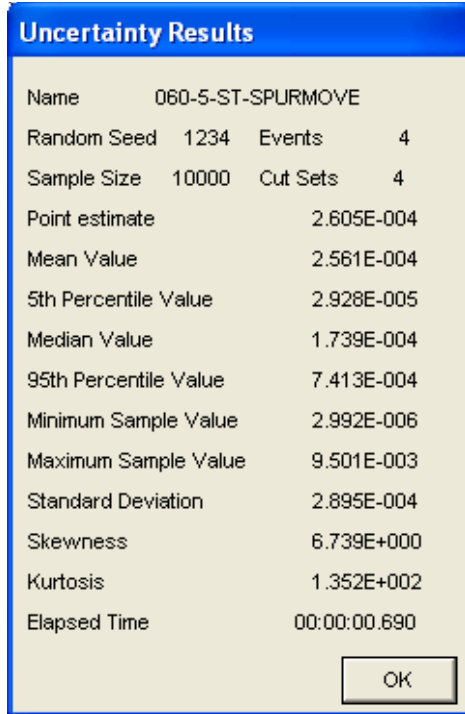 Uncertainty Results
Name 060-5-ST-SPURMOVE
Random Seed 1234 Events 4
Sample Size 10000 Cut Sets 4
Point estimate 2.605E-004
Mean Value 2.561E-004
5th Percentile Value 2.928E-005
Median Value 1.739E-004
95th Percentile Value 7.413E-004
Minimum Sample Value 2.992E-006
Maximum Sample Value 9.501E-003
Standard Deviation 2.895E-004
Skewness 6.739E+000
Kurtosis 1.352E+002
Elapsed Time 00:00:00.690
OK